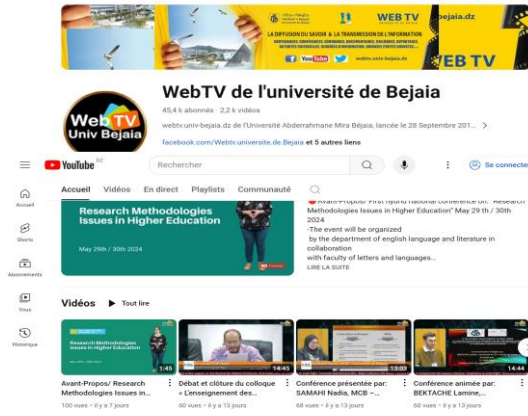 WEB TV
bejaia.dz
LA DIFFUSION DU SAVOIR & LA TRANSMISSION DE L'INFORMATION
YouTube
webtv.univ-bejaia.dz
WEB TV
Web TV
Univ Bejaia
WebTV de l'université de Bejaia
45,4 k abonnés 2,2 k vidéos
webtv.univ-bejaia.dz de l'Université Abderrahmane Mira Béjaia, lancée le 28 Septembre 201... >
facebook.com/Webtv.universite.de.Bejaia et 5 autres liens
YouTube DZ
Rechercher
Se connecter
Accueil Vidéos En direct Playlists Communauté
Accueil
Shorts
Abonnements
Vous
Historique
Research Methodologies
Issues in Higher Education
May 29th / 30th 2024
Avant-Propos/ First hybrid national conference on: "Research
Methodologies Issues in Higher Education" May 29 th / 30th
2024
-The event will be organized
by the department of english language and literature in
collaboration
with faculty of letters and languages...
LIRE LA SUITE
Vidéos Tout lire
Research Methodologies
Issues in Higher Education
1:45
14:45
13:03
14:44
Avant-Propos/ Research
Methodologies Issues in...
100 vues • il y a 7 jours
Débat et clôture du colloque
« L'enseignement des...
60 vues • il y a 13 jours
Conférence présentée par:
SAMAHI Nadia, MCB –...
68 vues • il y a 13 jours
Conférence animée par:
BEKTACHE Lamine,...
60 vues • il y a 13 jours